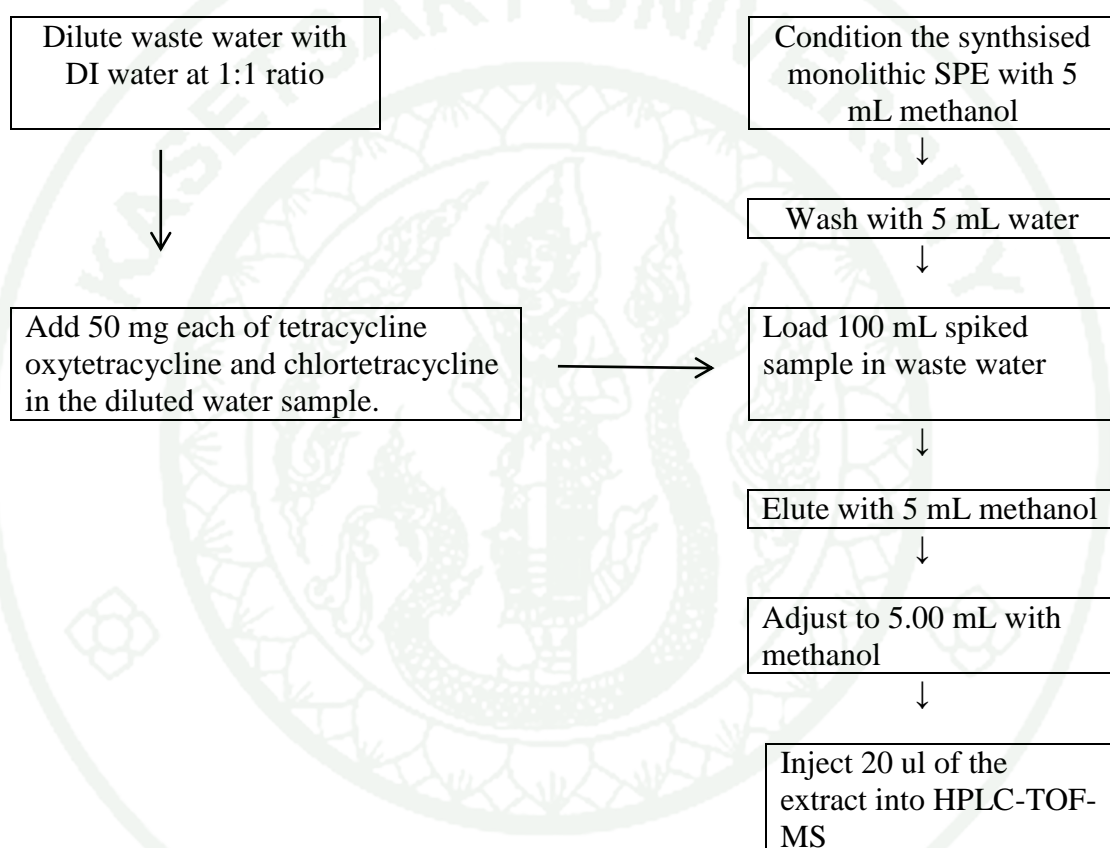 Dilute waste water with
DI water at 1:1 ratio
Add 50 mg each of tetracycline
oxytetracycline and chlortetracycline
in the diluted water sample.
Condition the synthsised
monolithic SPE with 5
mL methanol
Wash with 5 mL water
Load 100 mL spiked
sample in waste water
Elute with 5 mL methanol
Adjust to 5.00 mL with
methanol
Inject 20 ul of the
extract into HPLC-TOF-
MS
KASETSART UNIVERSITY